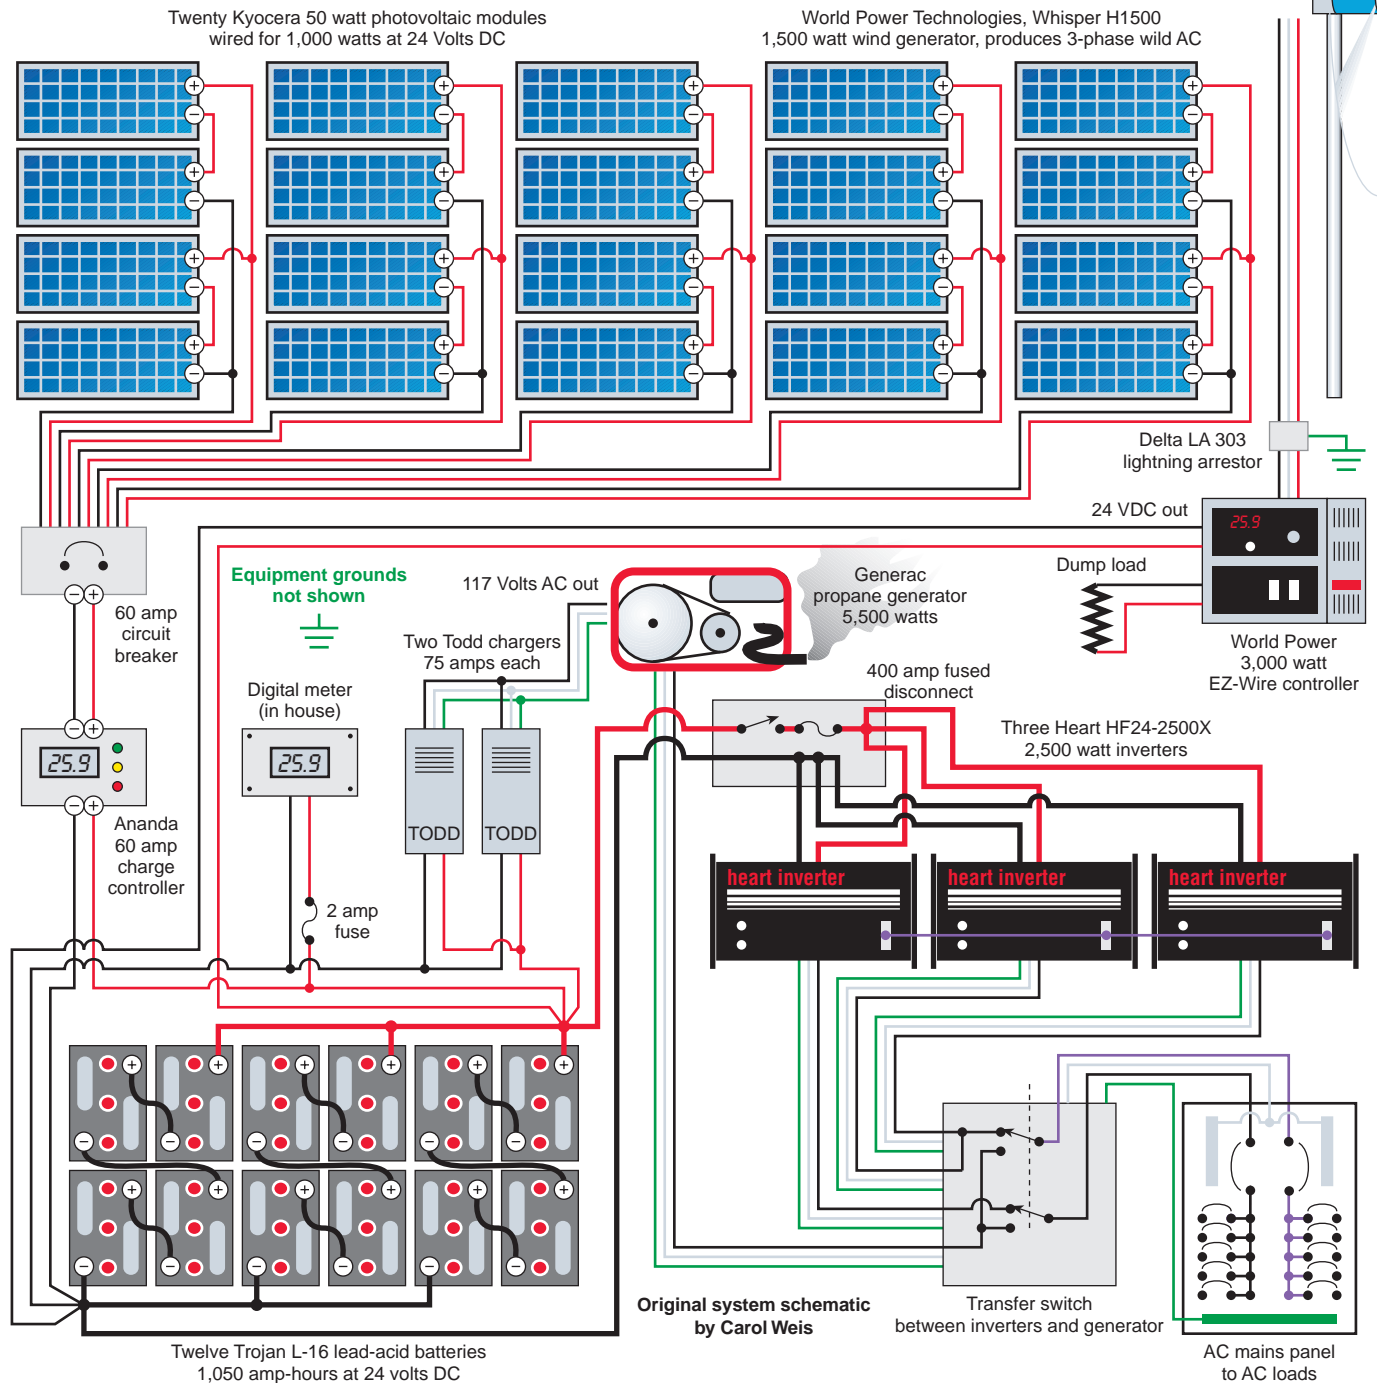 Twenty Kyocera 50 watt photovoltaic modules
wired for 1,000 watts at 24 Volts DC
World Power Technologies, Whisper H1500
1,500 watt wind generator, produces 3-phase wild AC
Delta LA 303
lightning arrestor
24 VDC out
25.9
Dump load
World Power
3,000 watt
EZ-Wire controller
60 amp
circuit
breaker
Equipment grounds
not shown
117 Volts AC out
Generac
propane generator
5,500 watts
Two Todd chargers
75 amps each
Digital meter
(in house)
400 amp fused
disconnect
Three Heart HF24-2500X
2,500 watt inverters
25.9
25.9
TODD
TODD
Ananda
60 amp
charge
controller
2 amp
fuse
heart inverter
heart inverter
heart inverter
Original system schematic
by Carol Weis
Transfer switch
between inverters and generator
AC mains panel
to AC loads
Twelve Trojan L-16 lead-acid batteries
1,050 amp-hours at 24 volts DC